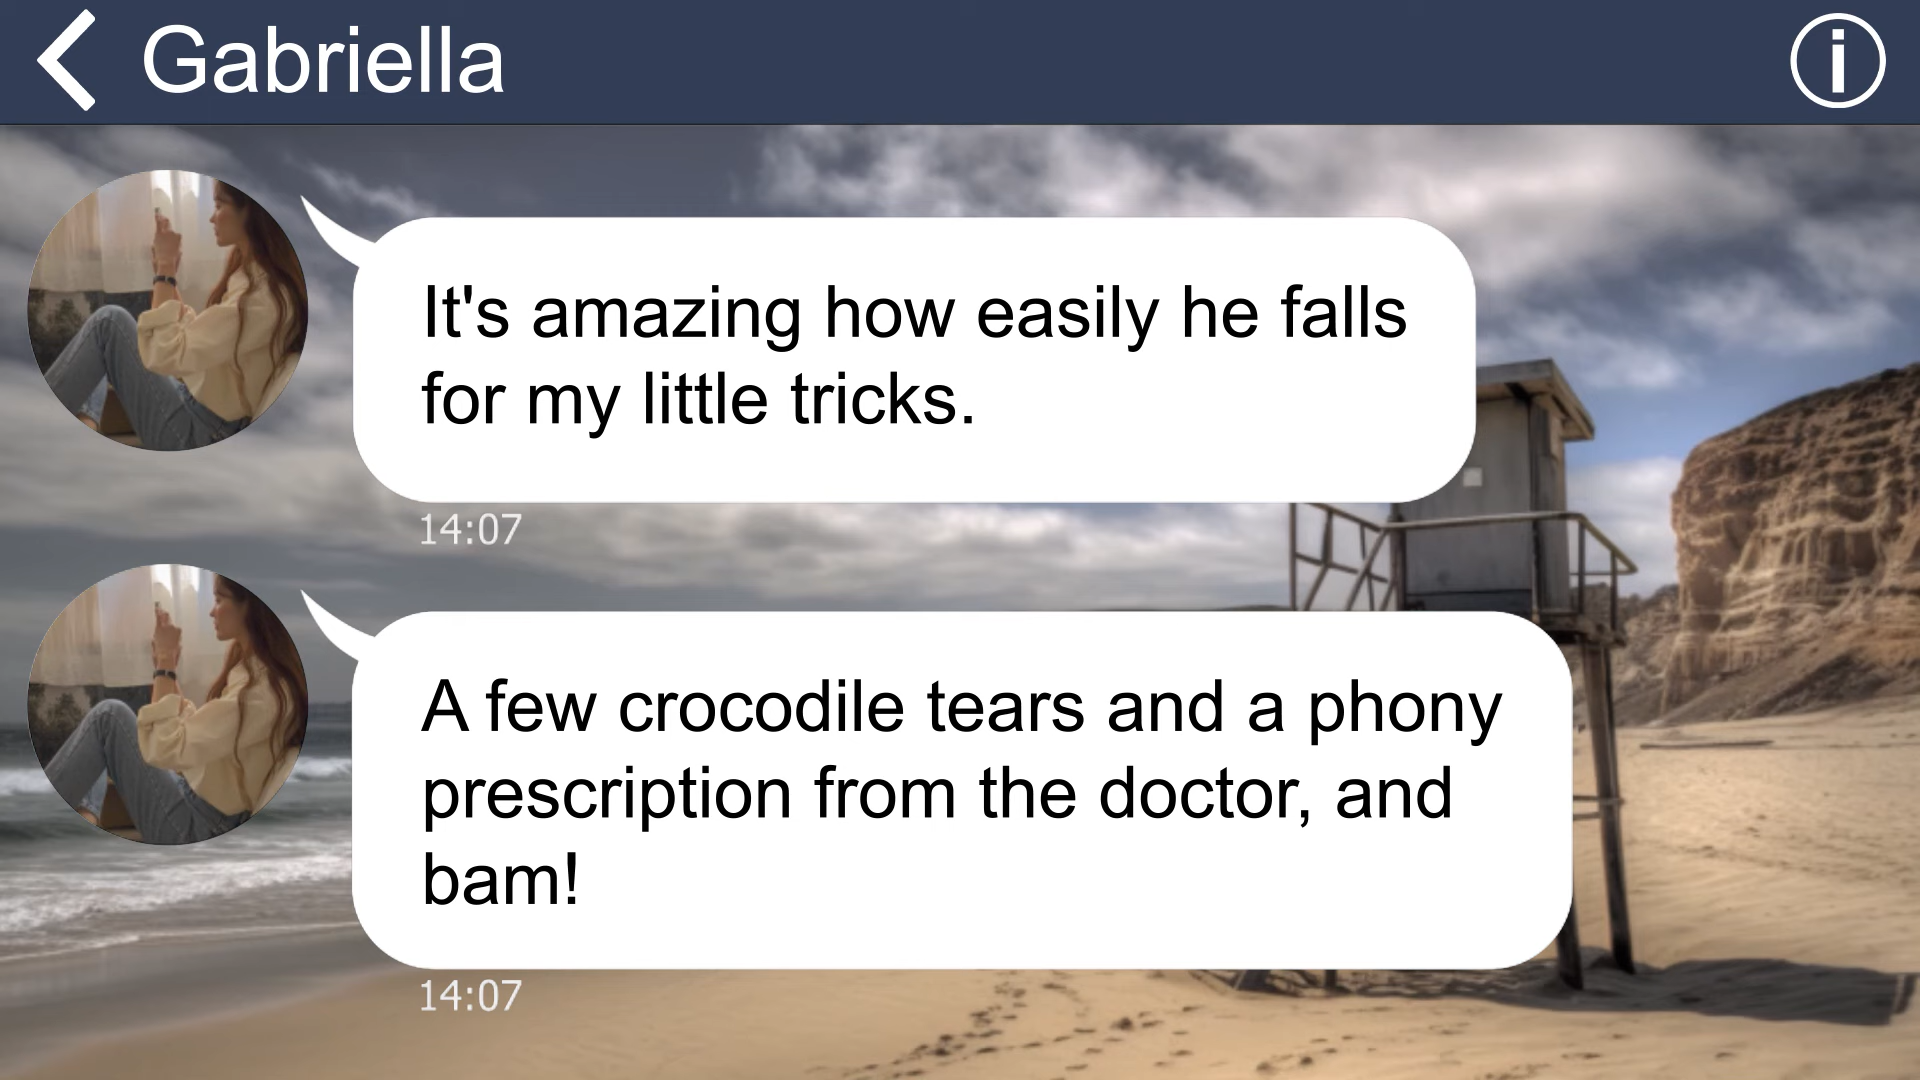 Gabriella
It's amazing how easily he falls
for my little tricks.
14:07
A few crocodile tears and a phony
prescription from the doctor, and
bam!
14:07